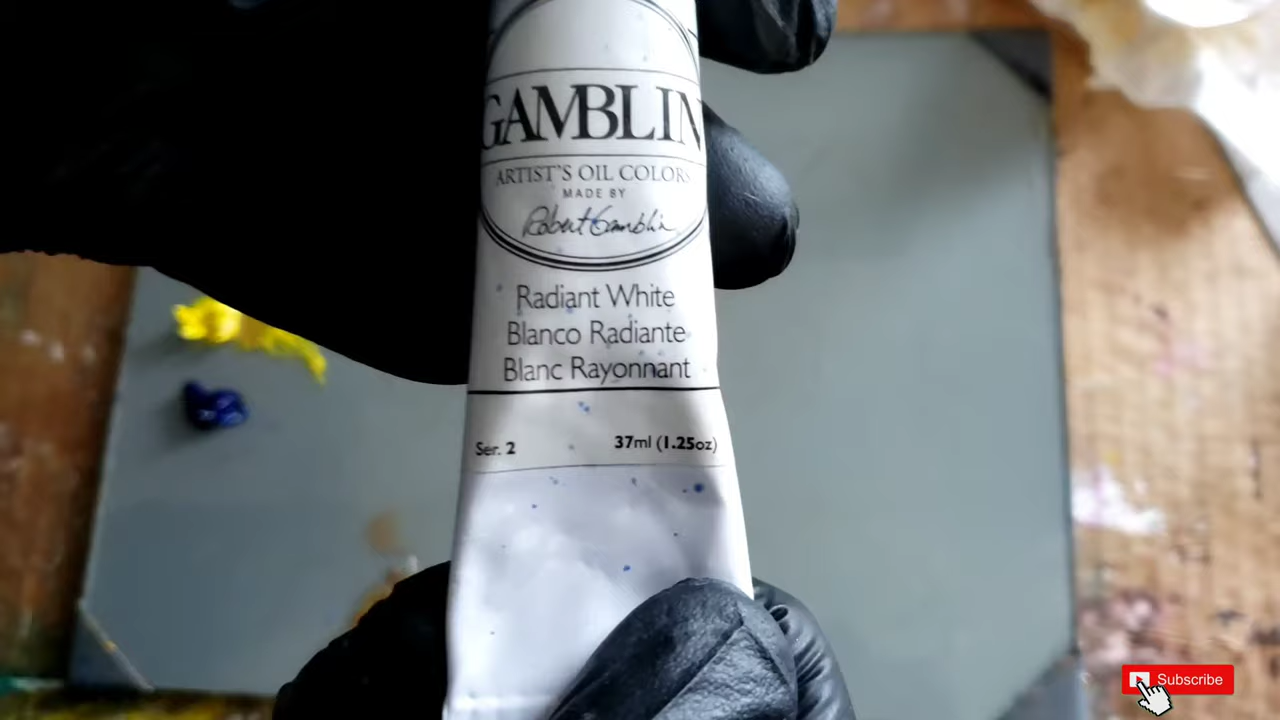 GAMBLIN
ARTIST'S OIL COLORS
MADE BY
Robert Gamblin
Radiant White
Blanco Radiante
Blanc Rayonnant
Ser. 2 37ml (1.25oz)
Subscribe